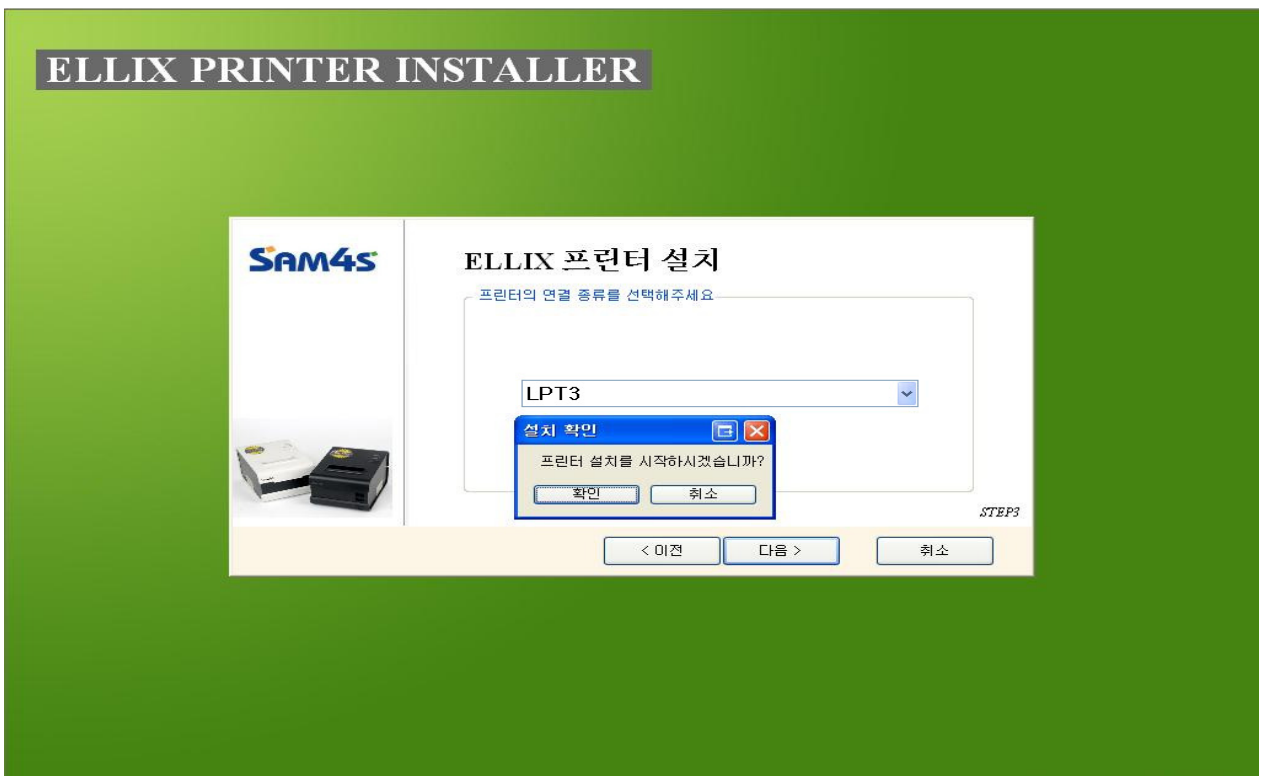 ELLIX PRINTER INSTALLER
SAM4S
ELLIX 프린터 설치
프린터의 연결 종류를 선택해주세요
LPT3
설치 확인
프린터 설치를 시작하시겠습니까?
확인 취소
STEP3
< 이전 다음 > 취소